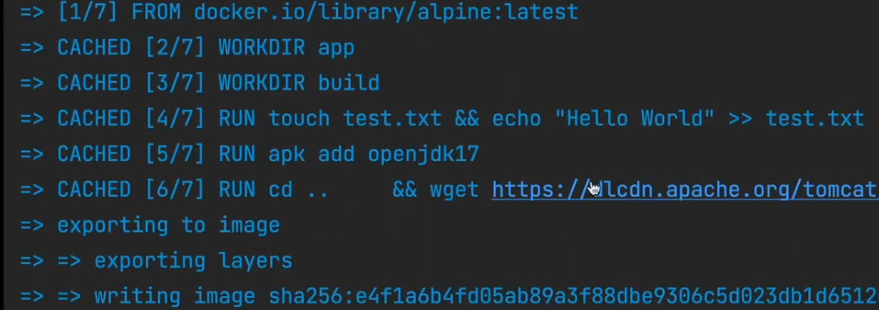 => [1/7] FROM docker.io/library/alpine:latest
=> CACHED [2/7] WORKDIR app
=> CACHED [3/7] WORKDIR build
=> CACHED [4/7] RUN touch test.txt && echo "Hello World" >> test.txt
=> CACHED [5/7] RUN apk add openjdk17
=> CACHED [6/7] RUN cd ..     && wget https://dlcdn.apache.org/tomcat
=> exporting to image
=> => exporting layers
=> => writing image sha256:e4f1a6b4fd05ab89a3f88dbe9306c5d023db1d6512